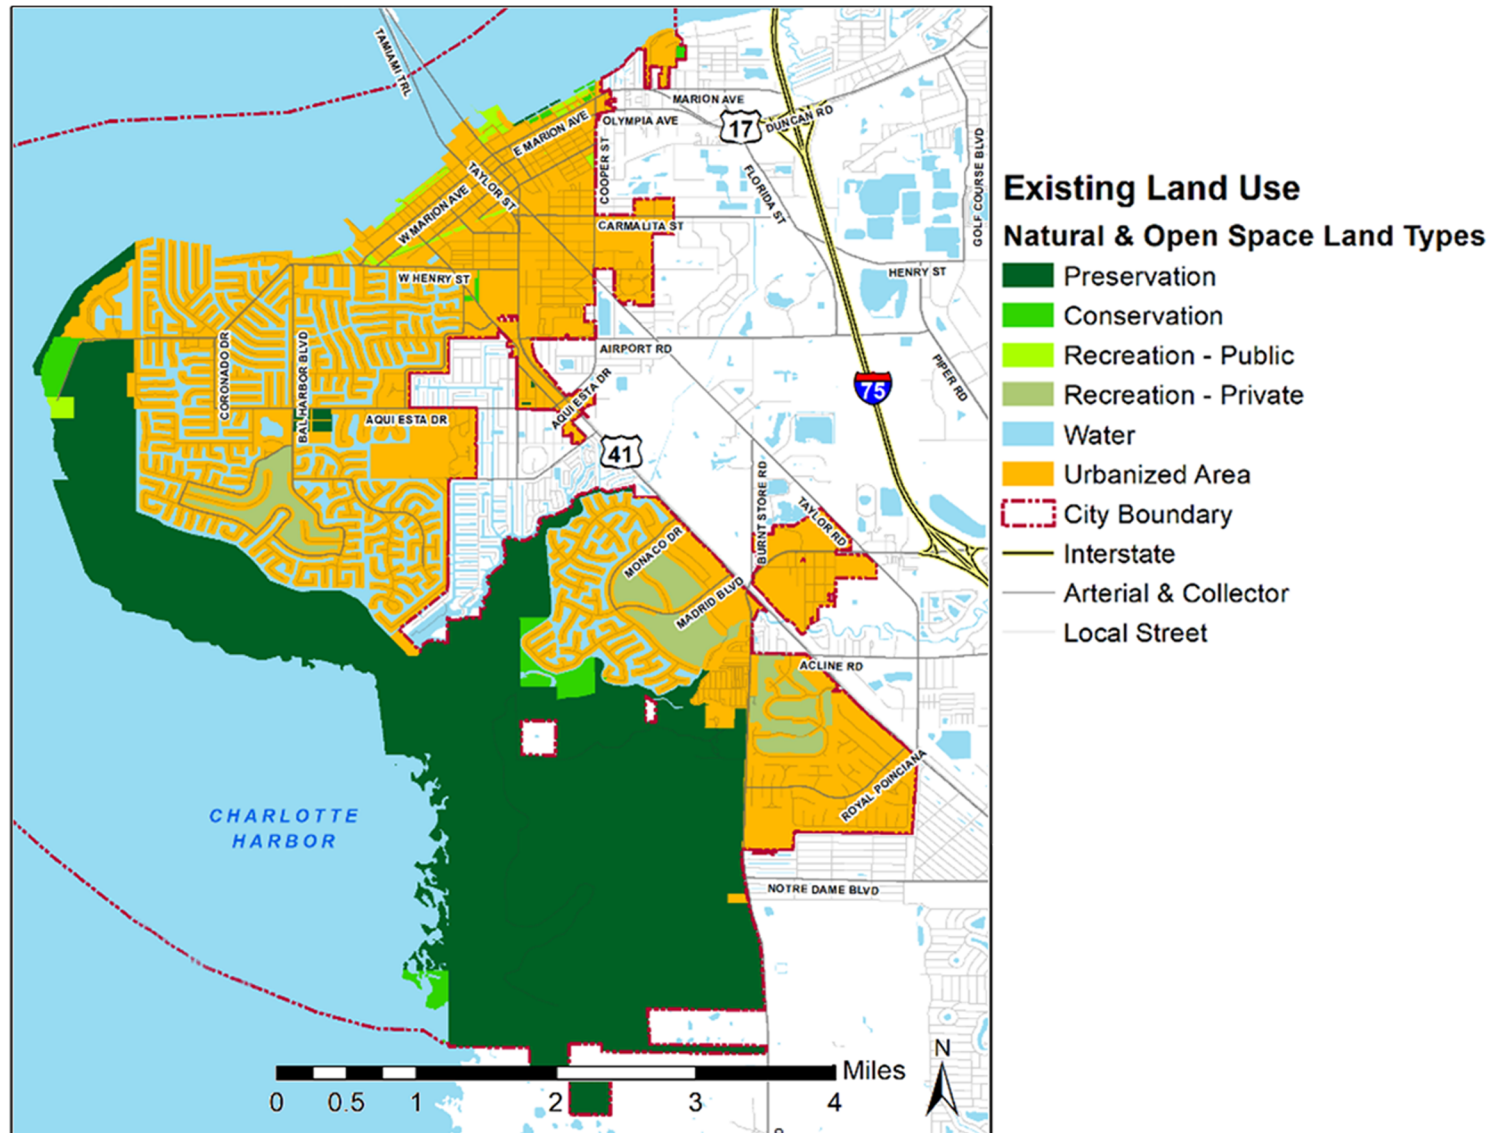 TAMIAMI TRL
MARION AVE
17
DUNCAN RD
OLYMPIA AVE
E MARION AVE
COOPER ST
GOLF COURSE BLVD
TAYLOR ST
FLORIDA ST
W MARION AVE
CARMALITA ST
W HENRY ST
HENRY ST
CORONADO DR
BAL HARBOR BLVD
AIRPORT RD
PIPER RD
75
AQUI ESTA DR
AQUI ESTA DR
41
BURNT STORE RD
TAYLOR RD
MONACO DR
MADRID BLVD
ACLINE RD
ROYAL POINCIANA
CHARLOTTE
HARBOR
NOTRE DAME BLVD
N
Miles
0 0.5 1 2 3 4
Existing Land Use
Natural & Open Space Land Types
Preservation
Conservation
Recreation - Public
Recreation - Private
Water
Urbanized Area
City Boundary
Interstate
Arterial & Collector
Local Street